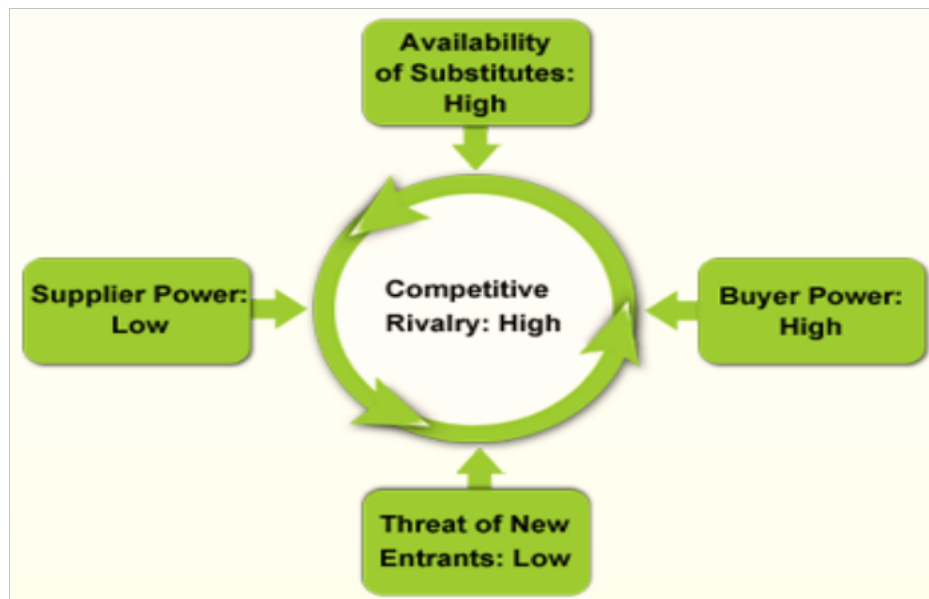 Availability
of Substitutes:
High
Supplier Power:
Low
Competitive
Rivalry: High
Buyer Power:
High
Threat of New
Entrants: Low